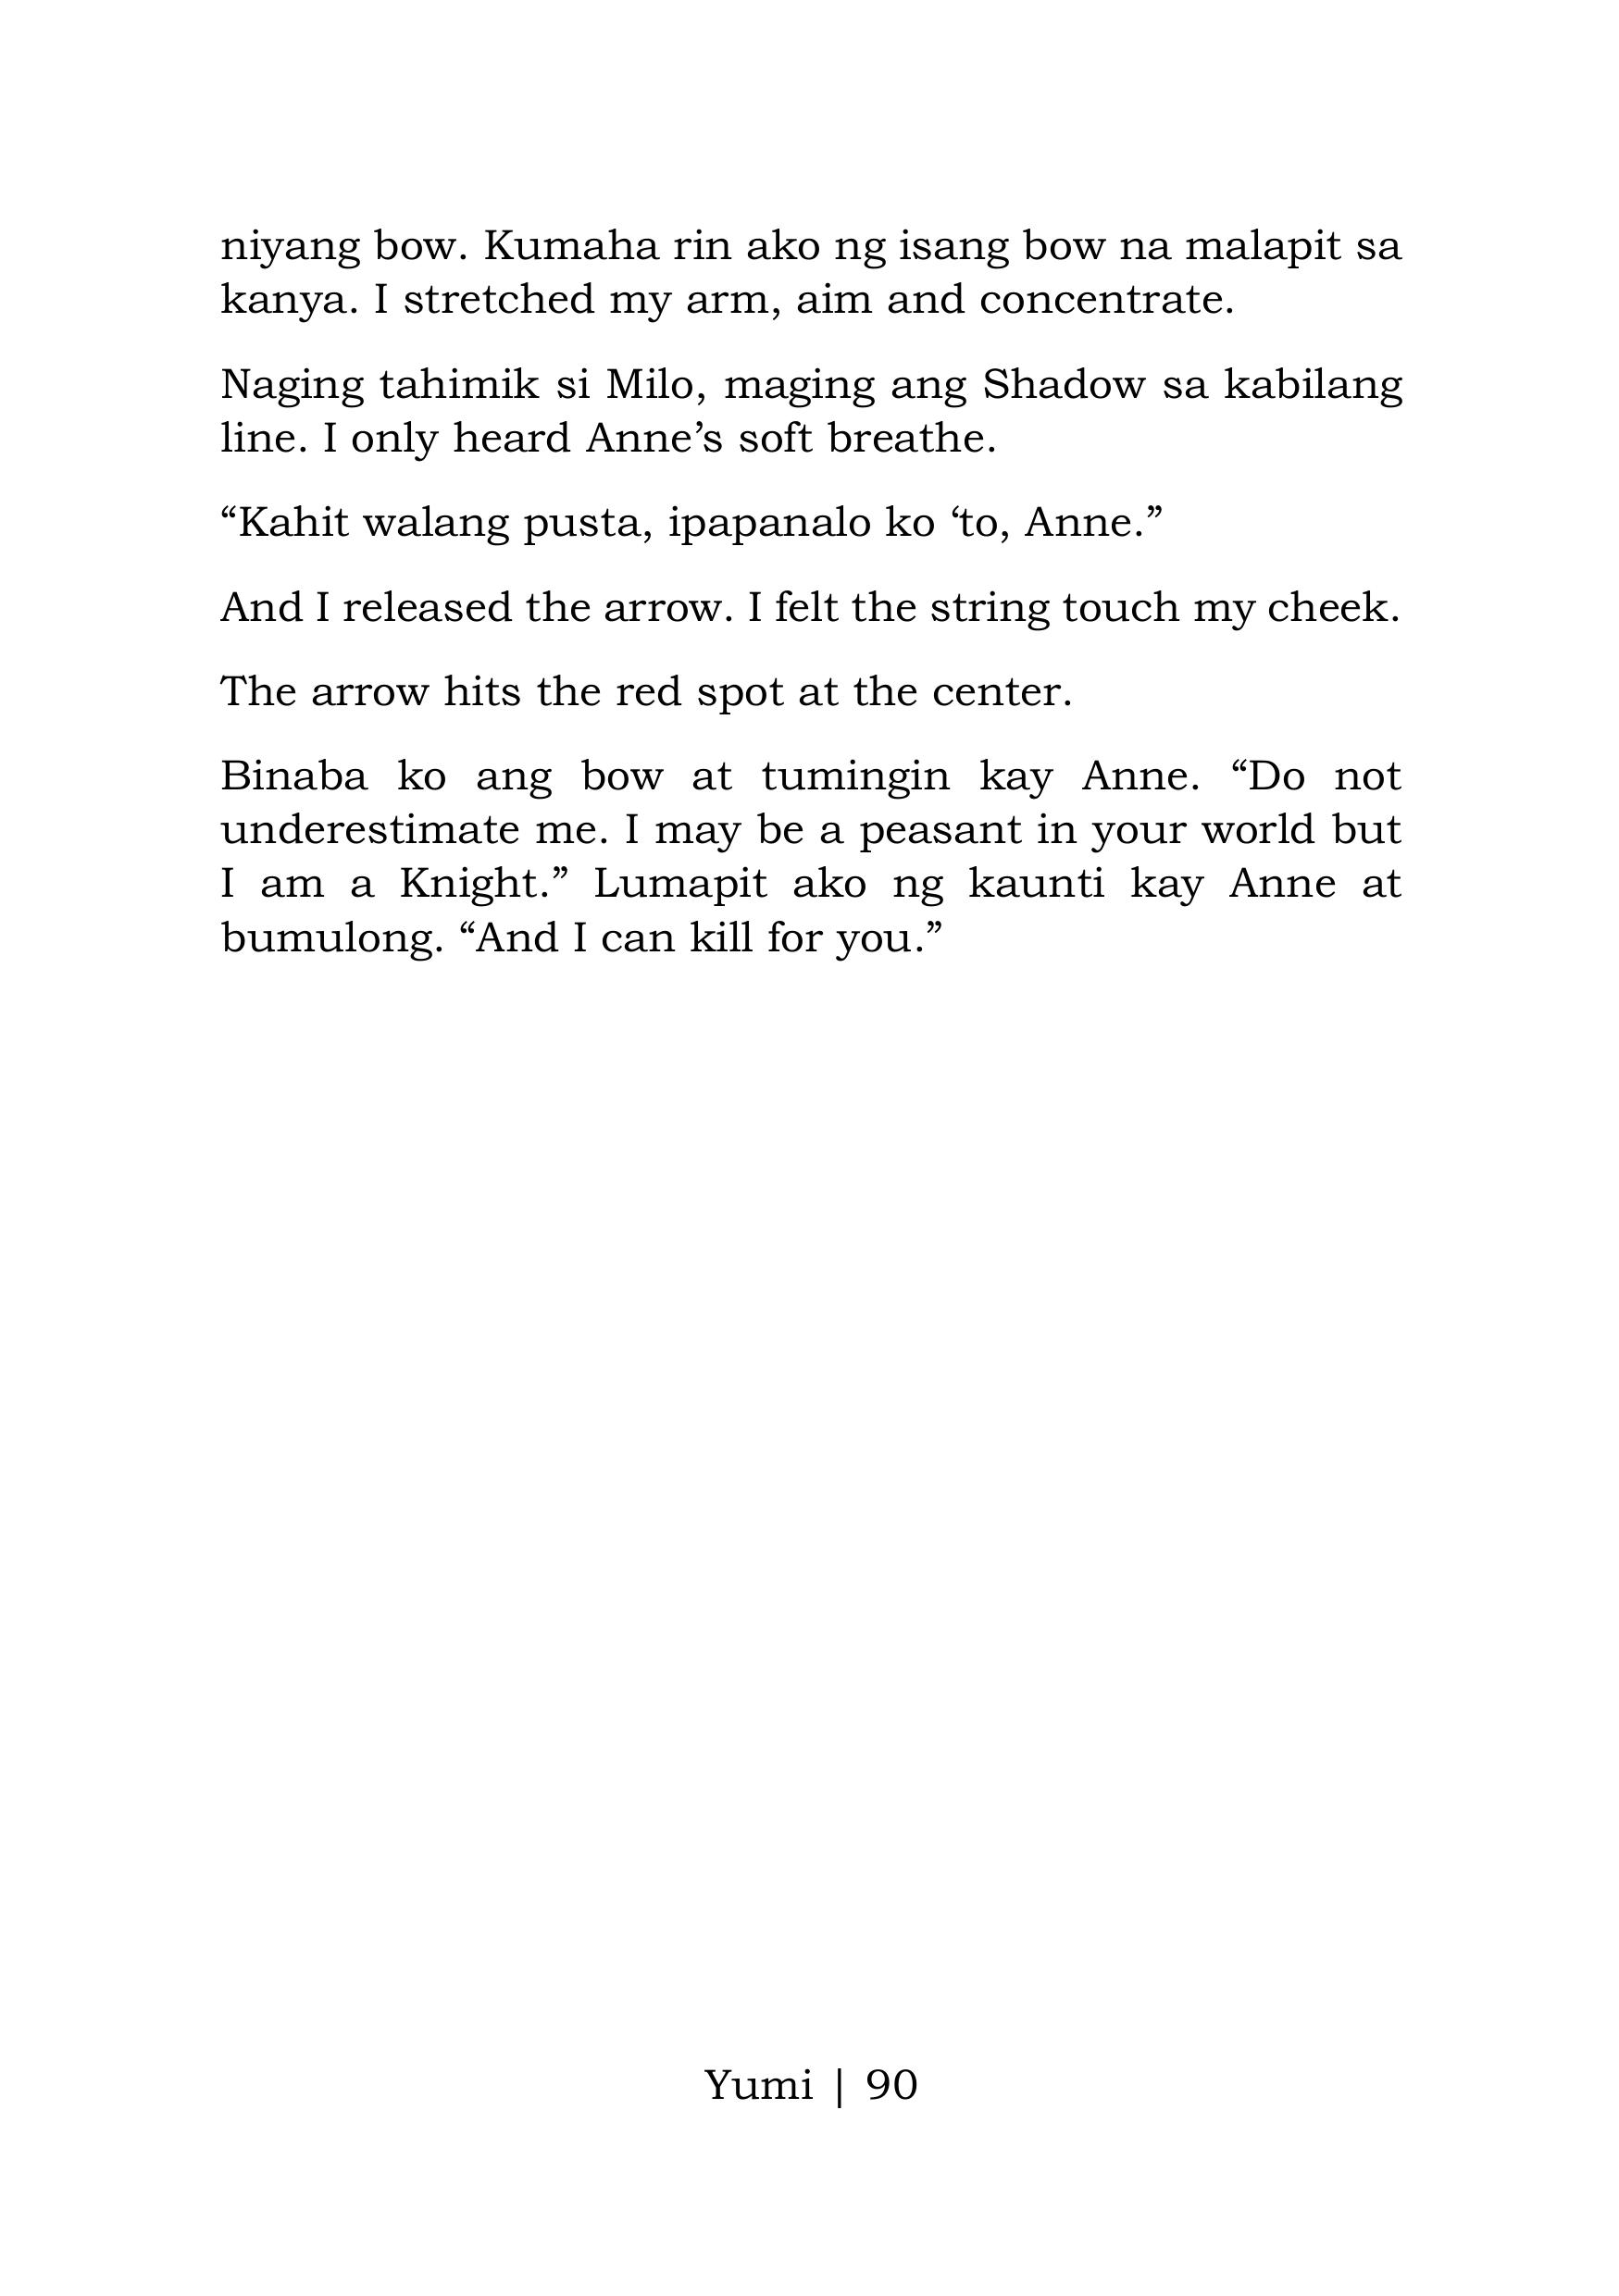 niyang bow. Kumaha rin ako ng isang bow na malapit sa
kanya. I stretched my arm, aim and concentrate.
Naging tahimik si Milo, maging ang Shadow sa kabilang
line. I only heard Anne’s soft breathe.
“Kahit walang pusta, ipapanalo ko ‘to, Anne.”
And I released the arrow. I felt the string touch my cheek.
The arrow hits the red spot at the center.
Binaba ko ang bow at tumingin kay Anne. “Do not
underestimate me. I may be a peasant in your world but
I am a Knight.” Lumapit ako ng kaunti kay Anne at
bumulong. “And I can kill for you.”
Yumi | 90